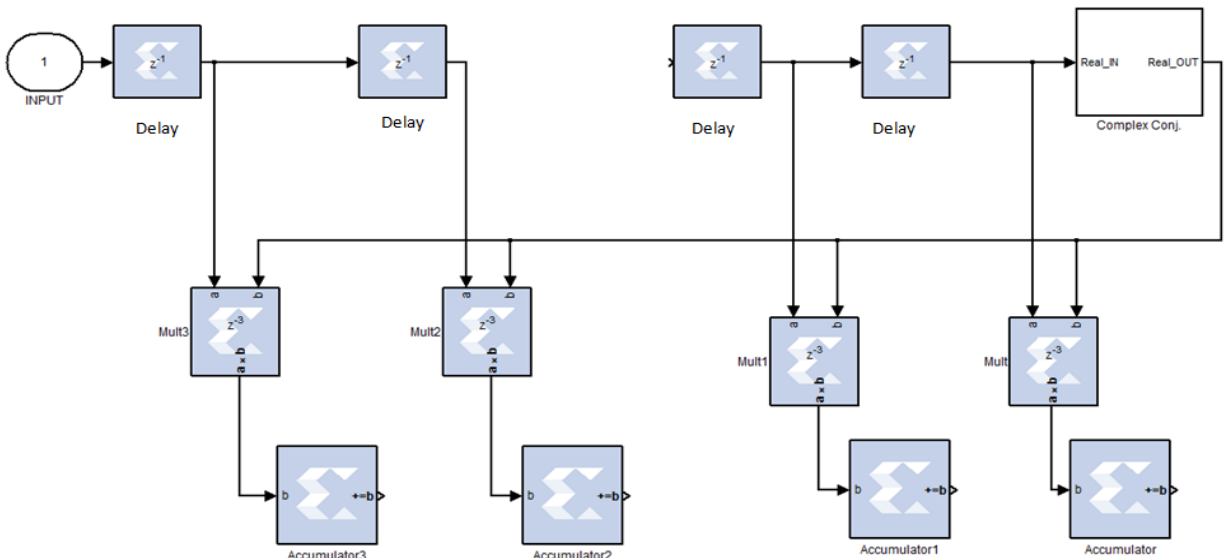 1
INPUT
z-1
Delay
z-1
Delay
z-1
Delay
z-1
Delay
Real_IN Real_OUT
Complex Conj.
a b
z-3
a × b
Mult3
a b
z-3
a × b
Mult2
a b
z-3
a × b
Mult1
a b
z-3
a × b
Mult
b +=b
Accumulator3
b +=b
Accumulator2
b +=b
Accumulator1
b +=b
Accumulator